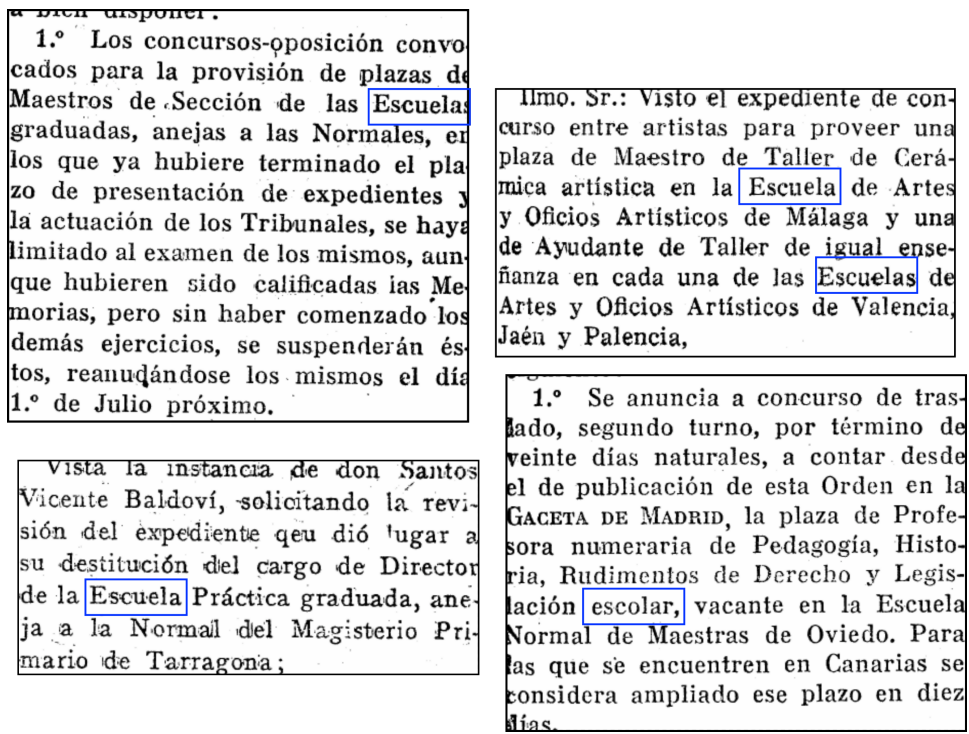 a bien disponer.
1.º Los concursos-oposición convo-
cados para la provisión de plazas de
Maestros de Sección de las Escuelas
graduadas, anejas a las Normales, en
los que ya hubiere terminado el pla-
zo de presentación de expedientes y
la actuación de los Tribunales, se haya
limitado al examen de los mismos, aun-
que hubieren sido calificadas ias Me-
morias, pero sin haber comenzado los
demás ejercicios, se suspenderán és-
tos, reanudándose los mismos el día
1.º de Julio próximo.
Ilmo. Sr.: Visto el expediente de con-
curso entre artistas para proveer una
plaza de Maestro de Taller de Cerá-
mica artística en la Escuela de Artes
y Oficios Artísticos de Málaga y una
de Ayudante de Taller de igual ense-
ñanza en cada una de las Escuelas de
Artes y Oficios Artísticos de Valencia,
Jaén y Palencia,
Vista la instancia de don Santos
Vicente Baldoví, solicitando la revi-
sión del expediente qeu dió lugar a
su destitución del cargo de Director
de la Escuela Práctica graduada, ane-
ja a la Normal del Magisterio Pri-
mario de Tarragona;
1.º Se anuncia a concurso de tras-
lado, segundo turno, por término de
veinte días naturales, a contar desde
el de publicación de esta Orden en la
GACETA DE MADRID, la plaza de Profe-
sora numeraria de Pedagogía, Histo-
ria, Rudimentos de Derecho y Legis-
lación escolar, vacante en la Escuela
Normal de Maestras de Oviedo. Para
las que se encuentren en Canarias se
considera ampliado ese plazo en diez
días.